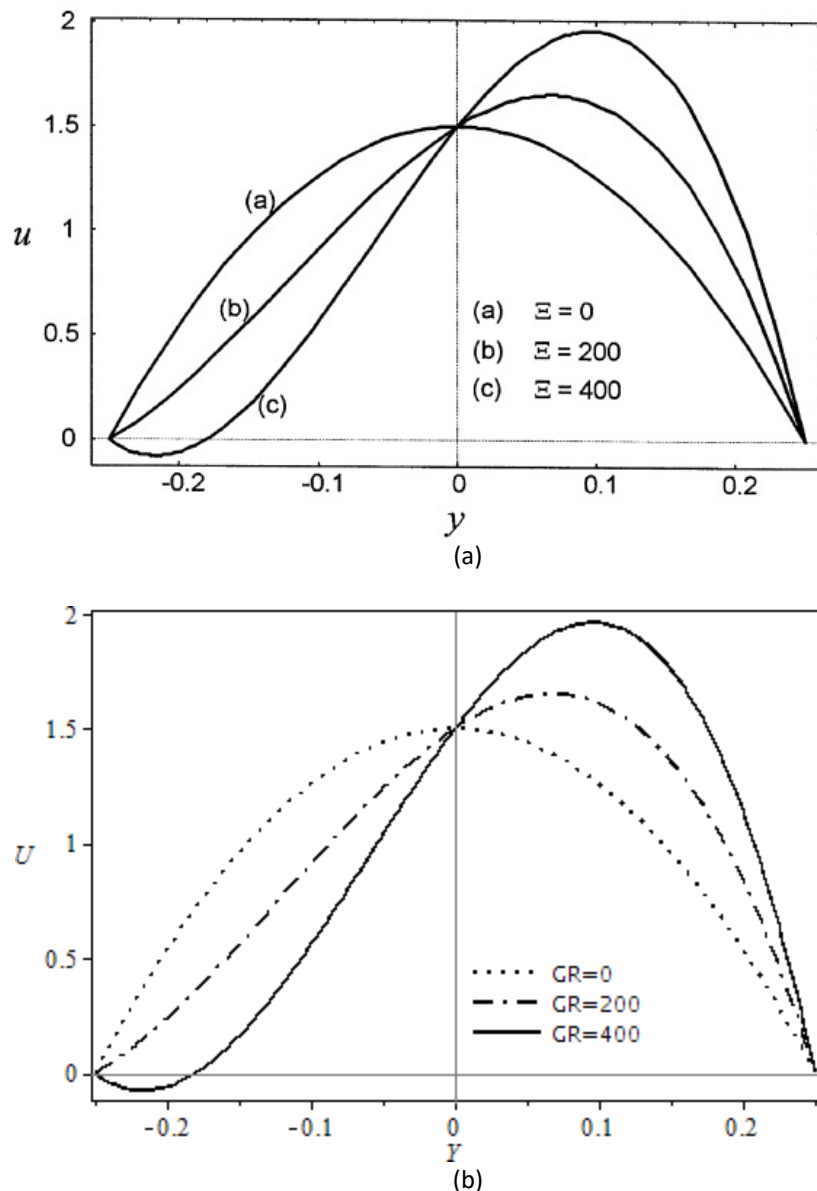 2
1.5
(a)
1
u
(b)
(a) Ξ = 0
0.5
(b) Ξ = 200
(c)
(c) Ξ = 400
0
-0.2 -0.1 0 0.1 0.2
y
(a)
2
1.5
1
U
0.5
GR=0
GR=200
GR=400
0
-0.2 -0.1 0 0.1 0.2
Y
(b)